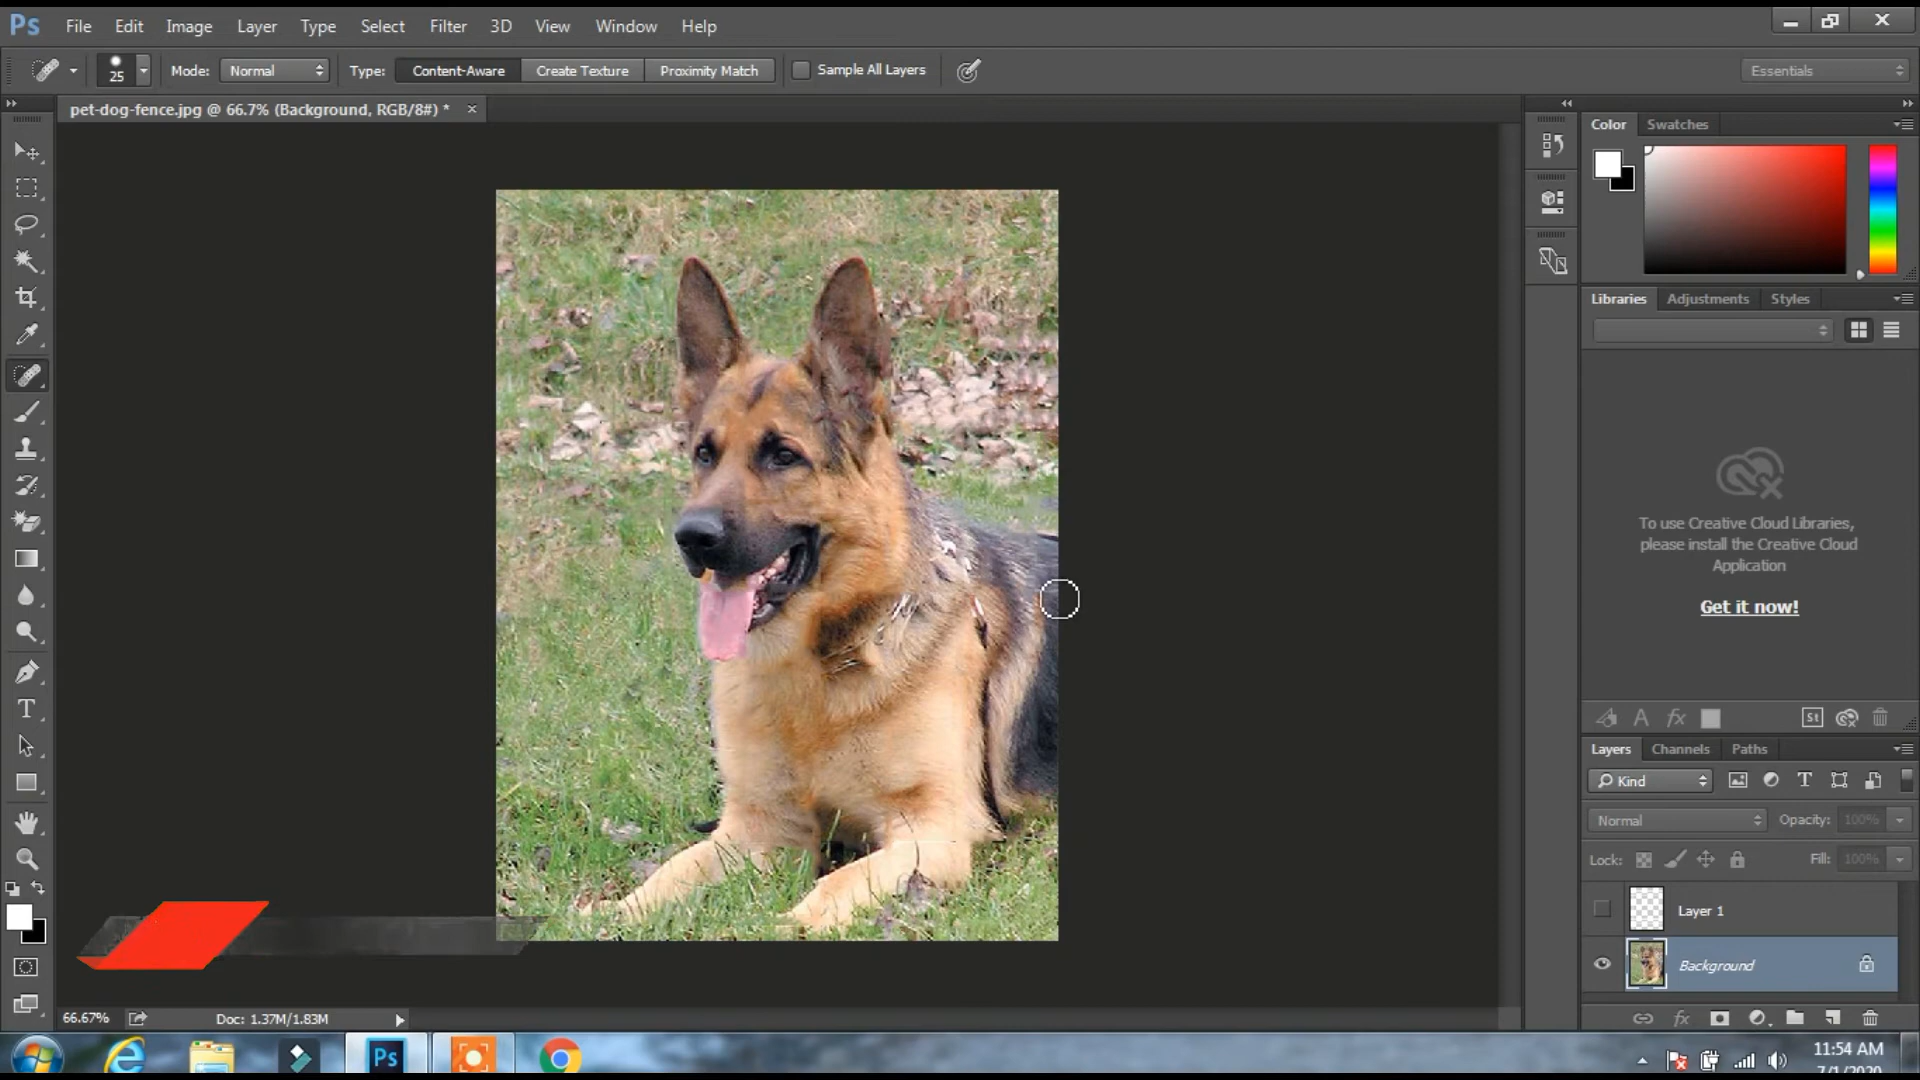 Ps File Edit Image Layer Type Select Filter 3D View Window Help
25 Mode: Normal Type: Content-Aware Create Texture Proximity Match Sample All Layers Essentials
pet-dog-fence.jpg @ 66.7% (Background, RGB/8#) * ×
Color Swatches
Libraries Adjustments Styles
To use Creative Cloud Libraries,
please install the Creative Cloud
Application
Get it now!
St
Layers Channels Paths
Kind
Normal Opacity: 100%
Lock: Fill: 100%
Layer 1
Background
66.67% Doc: 1.37M/1.83M
Ps
11:54 AM
7/1/2020